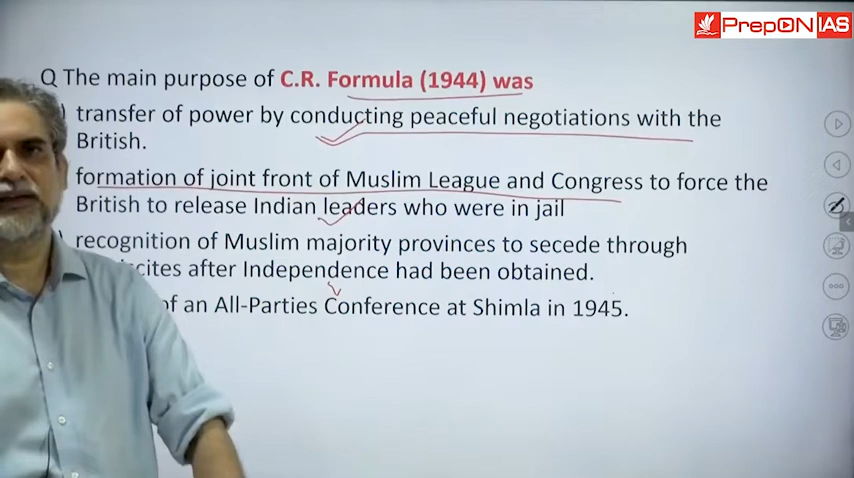 PrepON IAS
Q The main purpose of C.R. Formula (1944) was
) transfer of power by conducting peaceful negotiations with the
British.
formation of joint front of Muslim League and Congress to force the
British to release Indian leaders who were in jail
) recognition of Muslim majority provinces to secede through
cites after Independence had been obtained.
of an All-Parties Conference at Shimla in 1945.